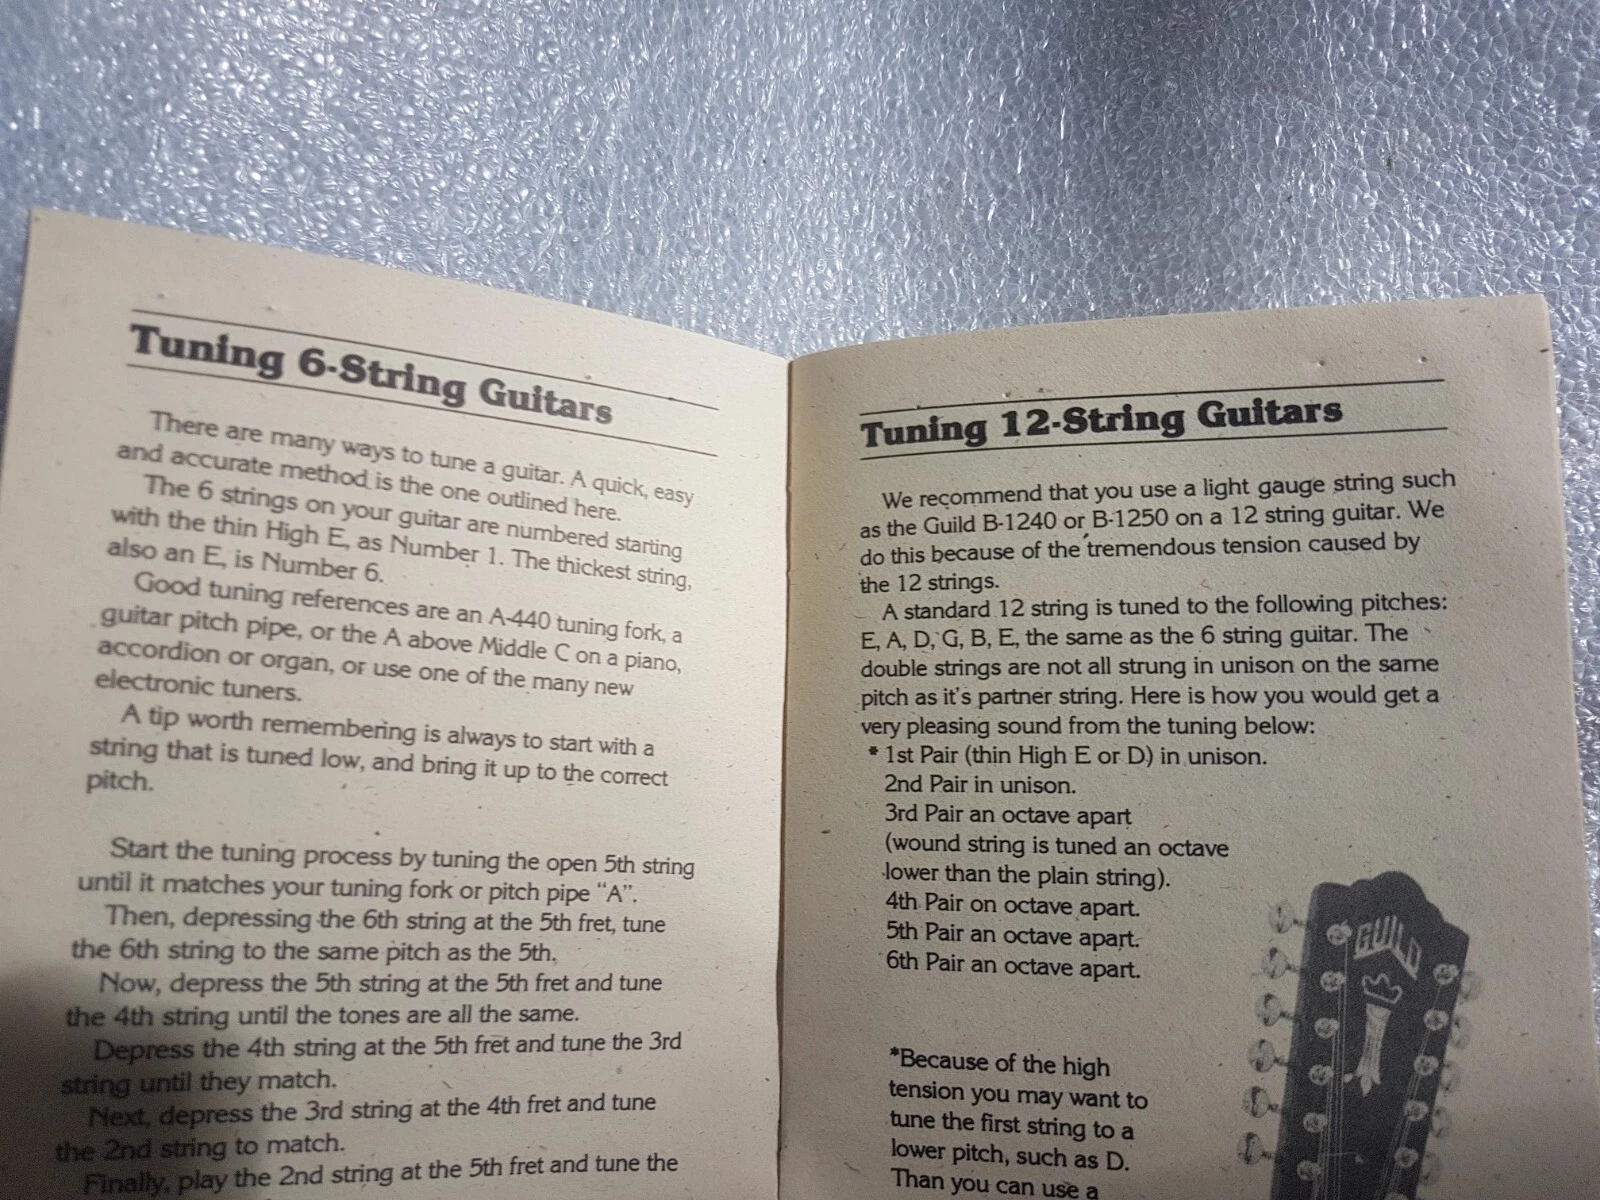 Tuning 6-String Guitars
There are many ways to tune a guitar. A quick, easy
and accurate method is the one outlined here.
The 6 strings on your guitar are numbered starting
with the thin High E, as Number 1. The thickest string,
also an E, is Number 6.
Good tuning references are an A-440 tuning fork, a
guitar pitch pipe, or the A above Middle C on a piano,
accordion or organ, or use one of the many new
electronic tuners.
A tip worth remembering is always to start with a
string that is tuned low, and bring it up to the correct
pitch.
Start the tuning process by tuning the open 5th string
until it matches your tuning fork or pitch pipe “A”.
Then, depressing the 6th string at the 5th fret, tune
the 6th string to the same pitch as the 5th.
Now, depress the 5th string at the 5th fret and tune
the 4th string until the tones are all the same.
Depress the 4th string at the 5th fret and tune the 3rd
string until they match.
Next, depress the 3rd string at the 4th fret and tune
the 2nd string to match.
Finally, play the 2nd string at the 5th fret and tune the
Tuning 12-String Guitars
We recommend that you use a light gauge string such
as the Guild B-1240 or B-1250 on a 12 string guitar. We
do this because of the tremendous tension caused by
the 12 strings.
A standard 12 string is tuned to the following pitches:
E, A, D, G, B, E, the same as the 6 string guitar. The
double strings are not all strung in unison on the same
pitch as it's partner string. Here is how you would get a
very pleasing sound from the tuning below:
* 1st Pair (thin High E or D) in unison.
2nd Pair in unison.
3rd Pair an octave apart
(wound string is tuned an octave
lower than the plain string).
4th Pair on octave apart.
5th Pair an octave apart.
6th Pair an octave apart.
*Because of the high
tension you may want to
tune the first string to a
lower pitch, such as D.
Than you can use a
GUILD